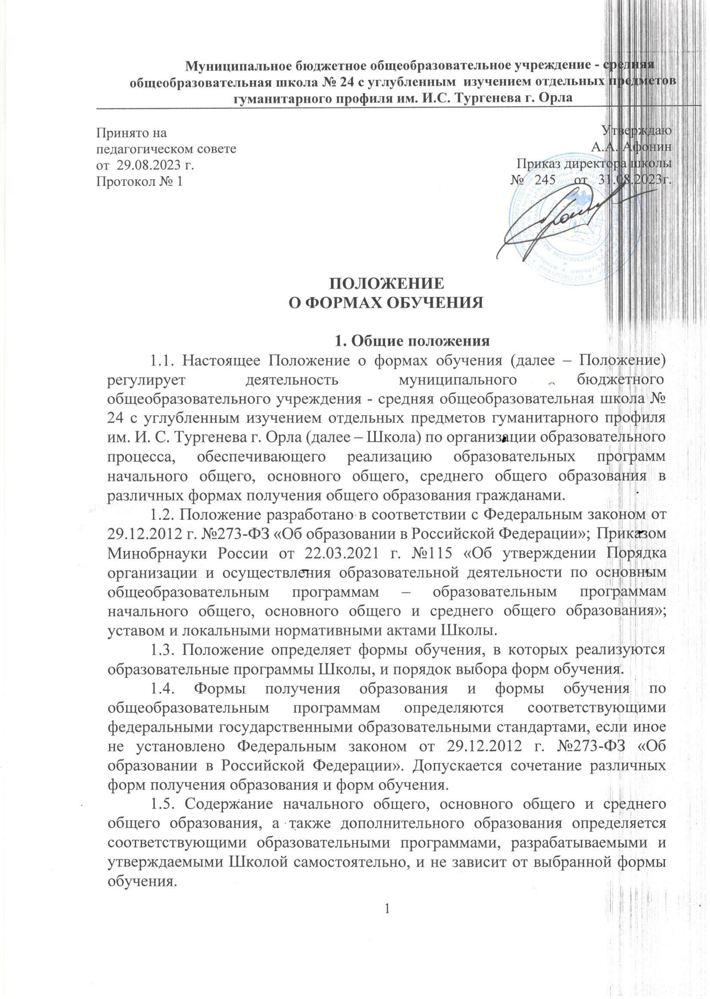 Муниципальное бюджетное общеобразовательное учреждение - средняя
общеобразовательная школа № 24 с углубленным изучением отдельных предметов
гуманитарного профиля им. И.С. Тургенева г. Орла
Принято на
педагогическом совете
от 29.08.2023 г.
Протокол № 1
Утверждаю
А.А. Афонин
Приказ директора школы
№ 245 от 31.08.2023г.
ПОЛОЖЕНИЕ
О ФОРМАХ ОБУЧЕНИЯ
1. Общие положения
1.1. Настоящее Положение о формах обучения (далее – Положение)
регулирует деятельность муниципального бюджетного
общеобразовательного учреждения - средняя общеобразовательная школа №
24 с углубленным изучением отдельных предметов гуманитарного профиля
им. И. С. Тургенева г. Орла (далее – Школа) по организации образовательного
процесса, обеспечивающего реализацию образовательных программ
начального общего, основного общего, среднего общего образования в
различных формах получения общего образования гражданами.
1.2. Положение разработано в соответствии с Федеральным законом от
29.12.2012 г. №273-ФЗ «Об образовании в Российской Федерации»; Приказом
Минобрнауки России от 22.03.2021 г. №115 «Об утверждении Порядка
организации и осуществления образовательной деятельности по основным
общеобразовательным программам – образовательным программам
начального общего, основного общего и среднего общего образования»;
уставом и локальными нормативными актами Школы.
1.3. Положение определяет формы обучения, в которых реализуются
образовательные программы Школы, и порядок выбора форм обучения.
1.4. Формы получения образования и формы обучения по
общеобразовательным программам определяются соответствующими
федеральными государственными образовательными стандартами, если иное
не установлено Федеральным законом от 29.12.2012 г. №273-ФЗ «Об
образовании в Российской Федерации». Допускается сочетание различных
форм получения образования и форм обучения.
1.5. Содержание начального общего, основного общего и среднего
общего образования, а также дополнительного образования определяется
соответствующими образовательными программами, разрабатываемыми и
утверждаемыми Школой самостоятельно, и не зависит от выбранной формы
обучения.
1